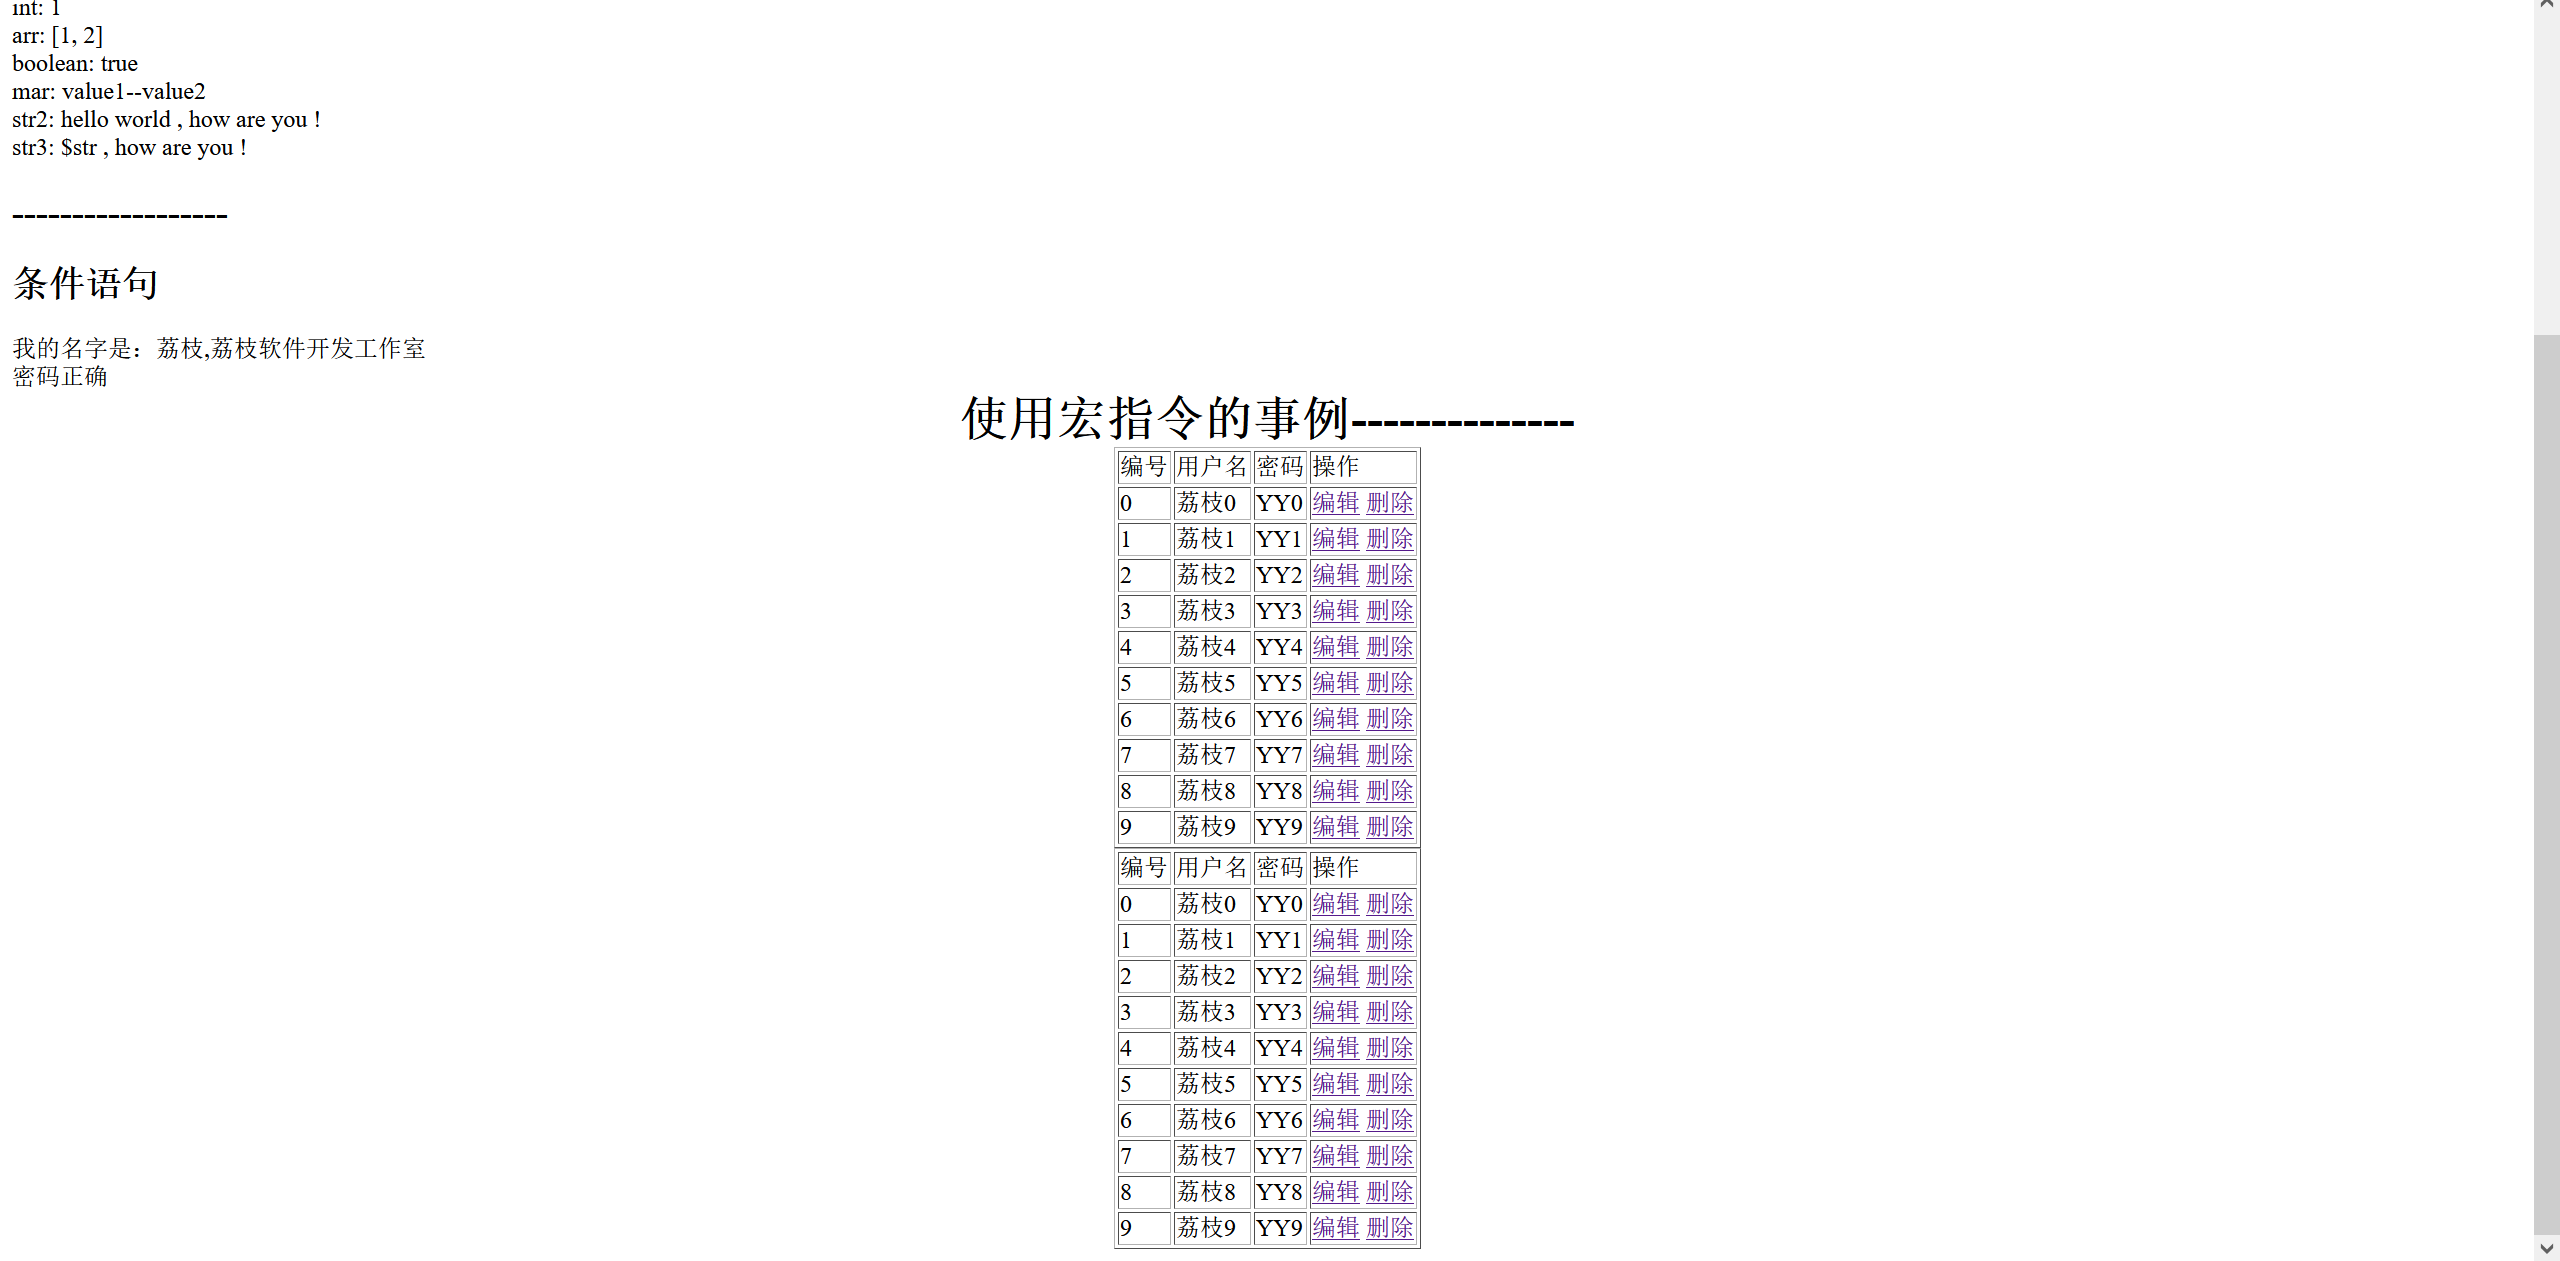 int: 1
arr: [1, 2]
boolean: true
mar: value1--value2
str2: hello world , how are you !
str3: $str , how are you !
------------------
条件语句
我的名字是：荔枝,荔枝软件开发工作室
密码正确
使用宏指令的事例--------------
编号 用户名 密码 操作
0 荔枝0 YY0 编辑 删除
1 荔枝1 YY1 编辑 删除
2 荔枝2 YY2 编辑 删除
3 荔枝3 YY3 编辑 删除
4 荔枝4 YY4 编辑 删除
5 荔枝5 YY5 编辑 删除
6 荔枝6 YY6 编辑 删除
7 荔枝7 YY7 编辑 删除
8 荔枝8 YY8 编辑 删除
9 荔枝9 YY9 编辑 删除
编号 用户名 密码 操作
0 荔枝0 YY0 编辑 删除
1 荔枝1 YY1 编辑 删除
2 荔枝2 YY2 编辑 删除
3 荔枝3 YY3 编辑 删除
4 荔枝4 YY4 编辑 删除
5 荔枝5 YY5 编辑 删除
6 荔枝6 YY6 编辑 删除
7 荔枝7 YY7 编辑 删除
8 荔枝8 YY8 编辑 删除
9 荔枝9 YY9 编辑 删除